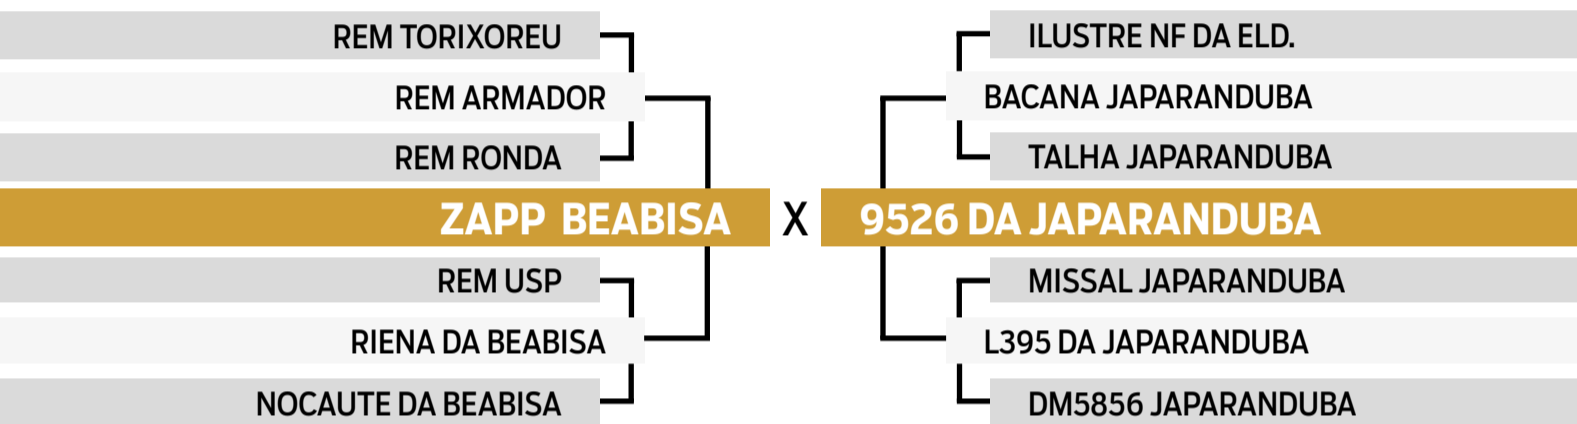 REM TORIXOREU
ILUSTRE NF DA ELD.
REM ARMADOR
BACANA JAPARANDUBA
REM RONDA
TALHA JAPARANDUBA
ZAPP BEABISA X 9526 DA JAPARANDUBA
REM USP
MISSAL JAPARANDUBA
RIENA DA BEABISA
L395 DA JAPARANDUBA
NOCAUTE DA BEABISA
DM5856 JAPARANDUBA